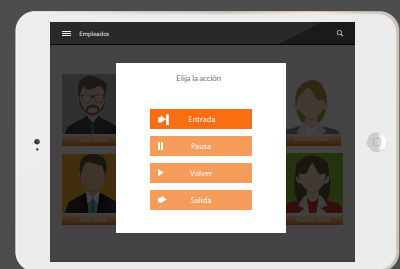 Empleados
Elija la acción
Entrada
Pausa
Volver
Salida